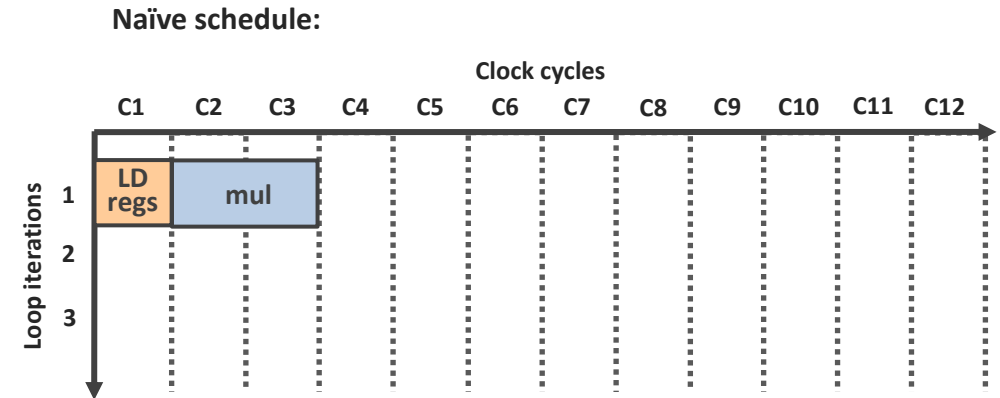 Naïve schedule:
Clock cycles
C1 C2 C3 C4 C5 C6 C7 C8 C9 C10 C11 C12
Loop iterations
1
LD
regs
mul
2
3